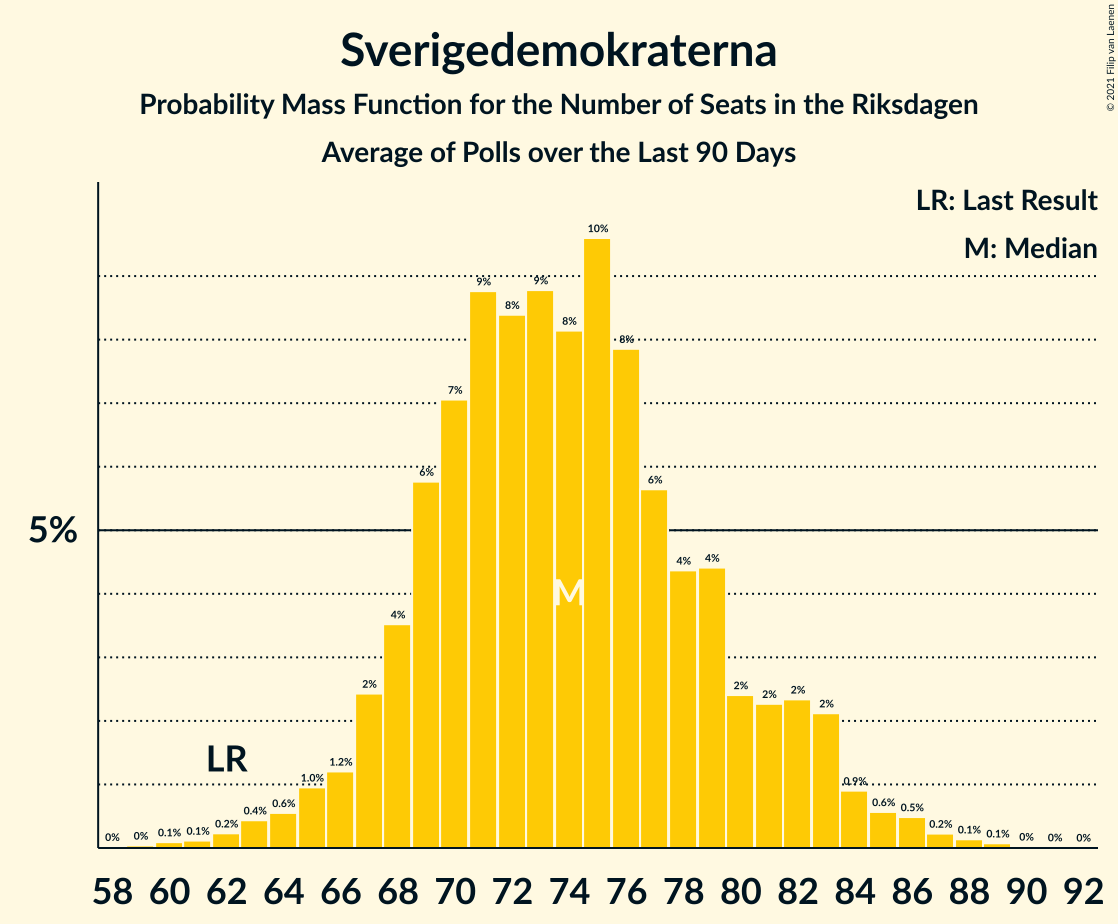 Sverigedemokraterna
Probability Mass Function for the Number of Seats in the Riksdagen
Average of Polls over the Last 90 Days
© 2021 Filip van Laenen
LR: Last Result
M: Median
5%
0% 0% 0.1% 0.1% 0.2% 0.4% 0.6% 1.0% 1.2% 2% 4% 6% 7% 9% 8% 9% 8% 10% 8% 6% 4% 4% 2% 2% 2% 2% 0.9% 0.6% 0.5% 0.2% 0.1% 0.1% 0% 0% 0%
LR
M
58 60 62 64 66 68 70 72 74 76 78 80 82 84 86 88 90 92